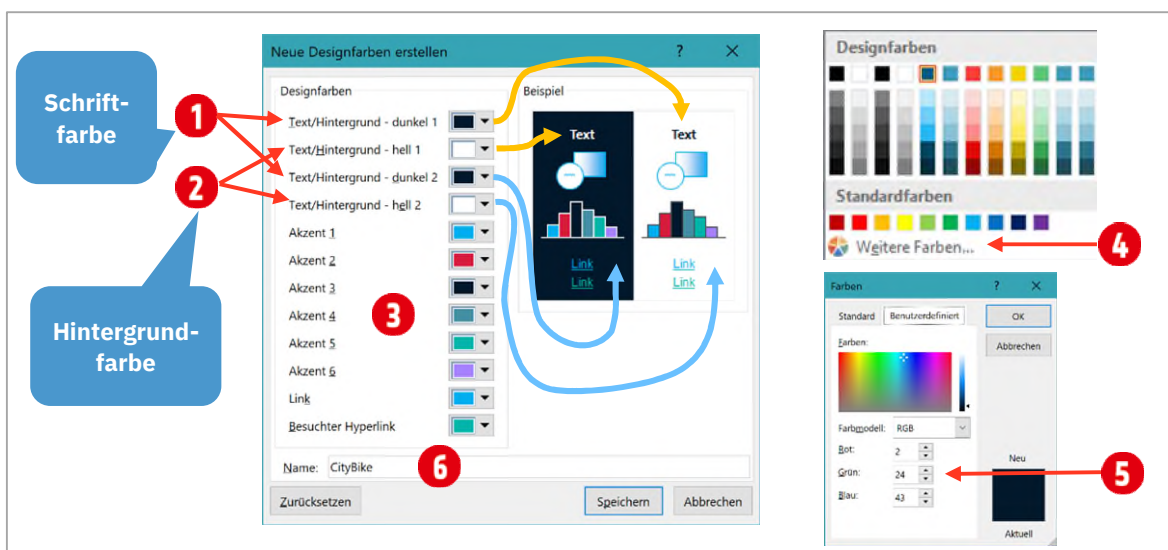 Schrift-
farbe
1
2
Hintergrund-
farbe
Neue Designfarben erstellen ? ×
Designfarben
Text/Hintergrund - dunkel 1
Text/Hintergrund - hell 1
Text/Hintergrund - dunkel 2
Text/Hintergrund - hell 2
Akzent 1
Akzent 2
Akzent 3
Akzent 4
Akzent 5
Akzent 6
Link
Besuchter Hyperlink
3
Beispiel
Text Text
Link Link
Link Link
Name: CityBike
6
Zurücksetzen Speichern Abbrechen
Designfarben
Standardfarben
Weitere Farben...
4
Farben ? ×
Standard Benutzerdefiniert OK
Abbrechen
Farben:
Farbmodell: RGB
Rot: 2
Grün: 24
Blau: 43
5
Neu
Aktuell